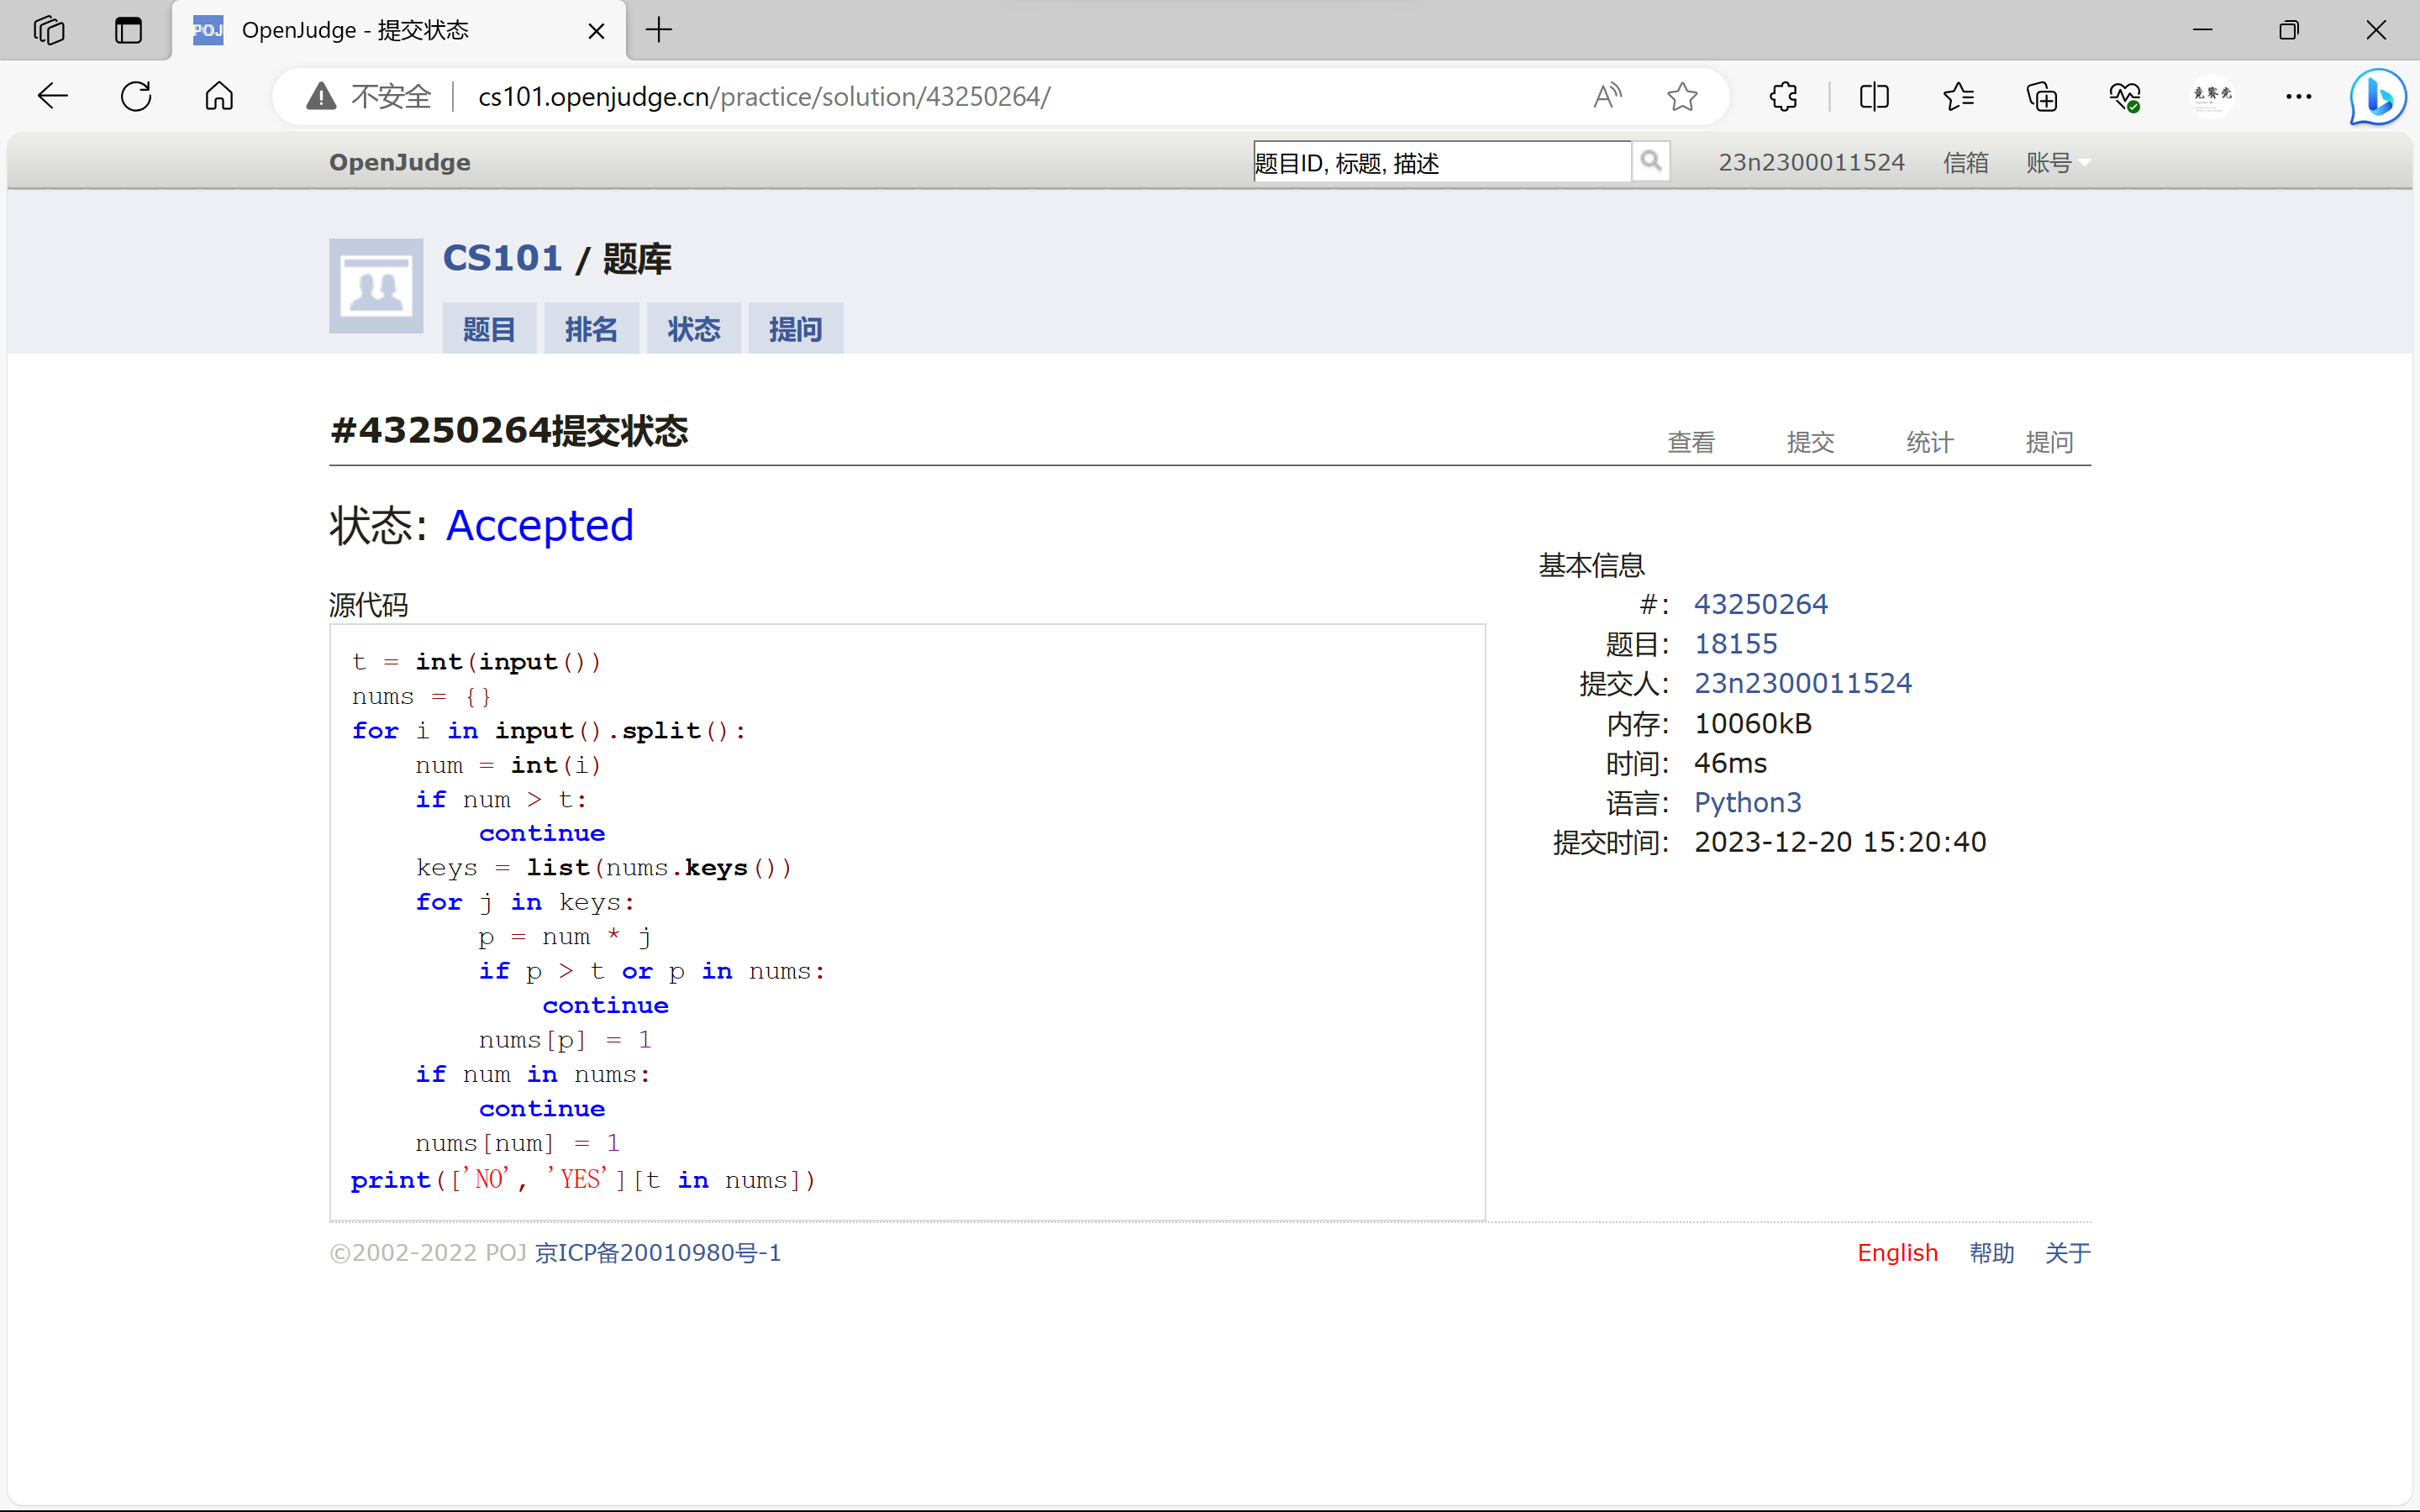 POJ OpenJudge - 提交状态
不安全 cs101.openjudge.cn/practice/solution/43250264/
OpenJudge 题目ID, 标题, 描述 23n2300011524 信箱 账号
CS101 / 题库
题目 排名 状态 提问
#43250264提交状态 查看 提交 统计 提问
状态: Accepted
源代码
t = int(input())
nums = {}
for i in input().split():
    num = int(i)
    if num > t:
        continue
    keys = list(nums.keys())
    for j in keys:
        p = num * j
        if p > t or p in nums:
            continue
        nums[p] = 1
    if num in nums:
        continue
    nums[num] = 1
print(['NO', 'YES'][t in nums])
基本信息
#: 43250264
题目: 18155
提交人: 23n2300011524
内存: 10060kB
时间: 46ms
语言: Python3
提交时间: 2023-12-20 15:20:40
©2002-2022 POJ 京ICP备20010980号-1 English 帮助 关于